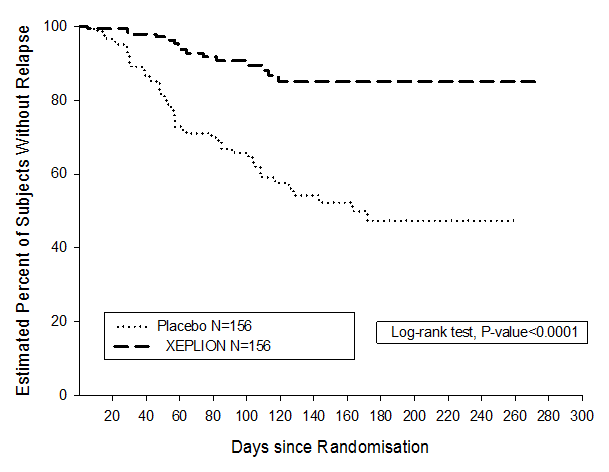 Estimated Percent of Subjects Without Relapse
100
80
60
40
20
0
Placebo N=156
XEPLION N=156
Log-rank test, P-value<0.0001
20 40 60 80 100 120 140 160 180 200 220 240 260 280 300
Days since Randomisation